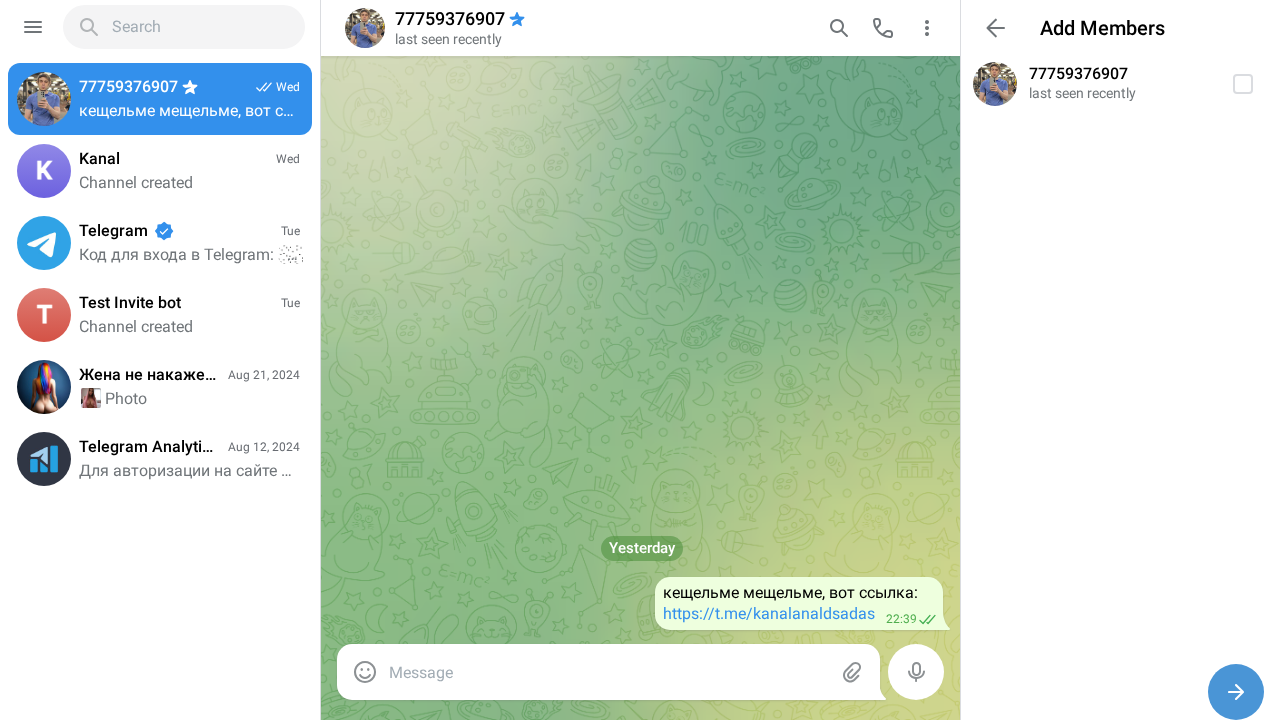 Search
77759376907
Wed
кещельме мещельме, вот с...
K
Kanal
Wed
Channel created
Telegram
Tue
Код для входа в Telegram:
T
Test Invite bot
Tue
Channel created
Жена не накаже...
Aug 21, 2024
Photo
Telegram Analyti...
Aug 12, 2024
Для авторизации на сайте ...
77759376907
last seen recently
Yesterday
кещельме мещельме, вот ссылка:
https://t.me/kanalanaldsadas
22:39
Message
Add Members
77759376907
last seen recently